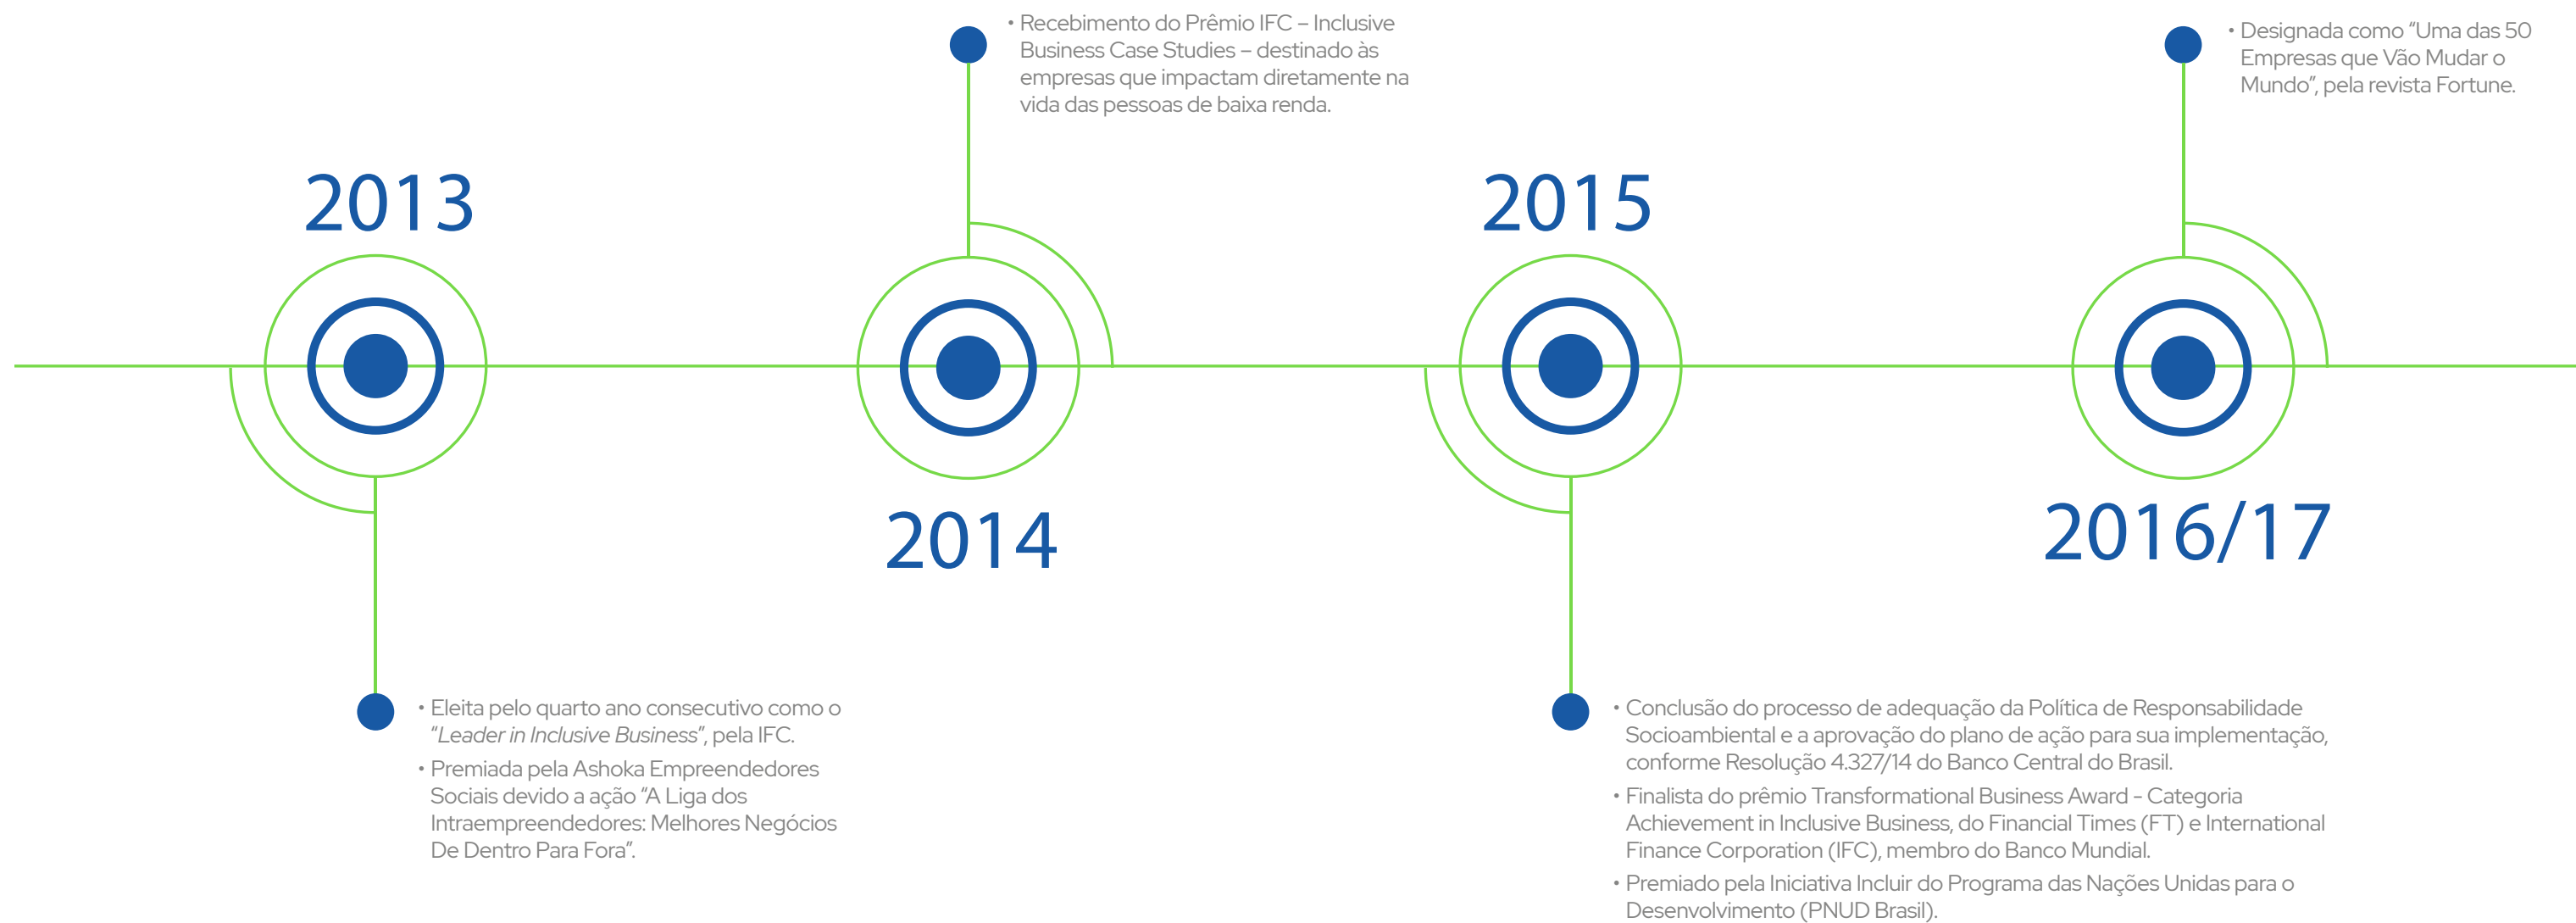 2013
• Eleita pelo quarto ano consecutivo como o
“Leader in Inclusive Business”, pela IFC.
• Premiada pela Ashoka Empreendedores
Sociais devido a ação “A Liga dos
Intraempreendedores: Melhores Negócios
De Dentro Para Fora”.
• Recebimento do Prêmio IFC – Inclusive
Business Case Studies – destinado às
empresas que impactam diretamente na
vida das pessoas de baixa renda.
2014
2015
• Conclusão do processo de adequação da Política de Responsabilidade
Socioambiental e a aprovação do plano de ação para sua implementação,
conforme Resolução 4.327/14 do Banco Central do Brasil.
• Finalista do prêmio Transformational Business Award - Categoria
Achievement in Inclusive Business, do Financial Times (FT) e International
Finance Corporation (IFC), membro do Banco Mundial.
• Premiado pela Iniciativa Incluir do Programa das Nações Unidas para o
Desenvolvimento (PNUD Brasil).
• Designada como “Uma das 50
Empresas que Vão Mudar o
Mundo”, pela revista Fortune.
2016/17